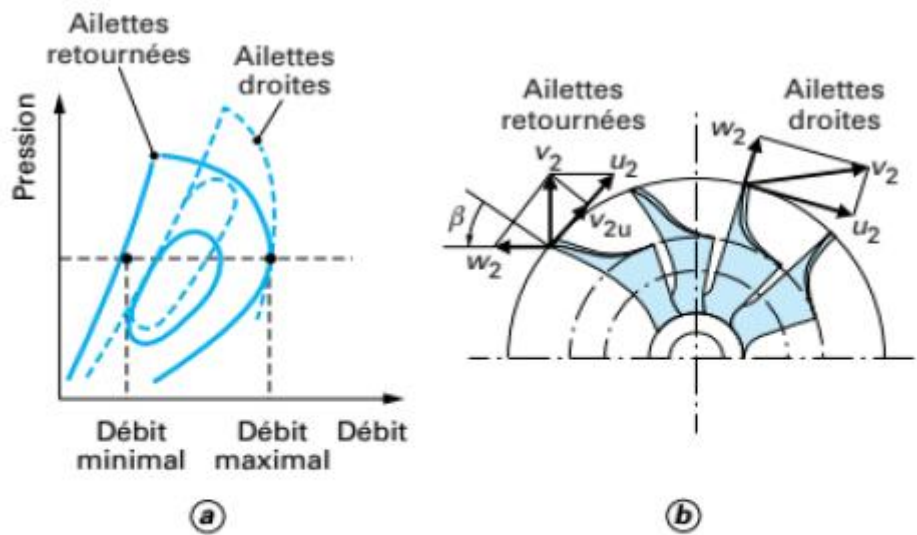 Ailettes
retournées
Ailettes
droites
Pression
Débit
minimal
Débit
maximal
Débit
a
Ailettes
retournées
Ailettes
droites
v2
u2
v2u
β
w2
w2
v2
u2
b